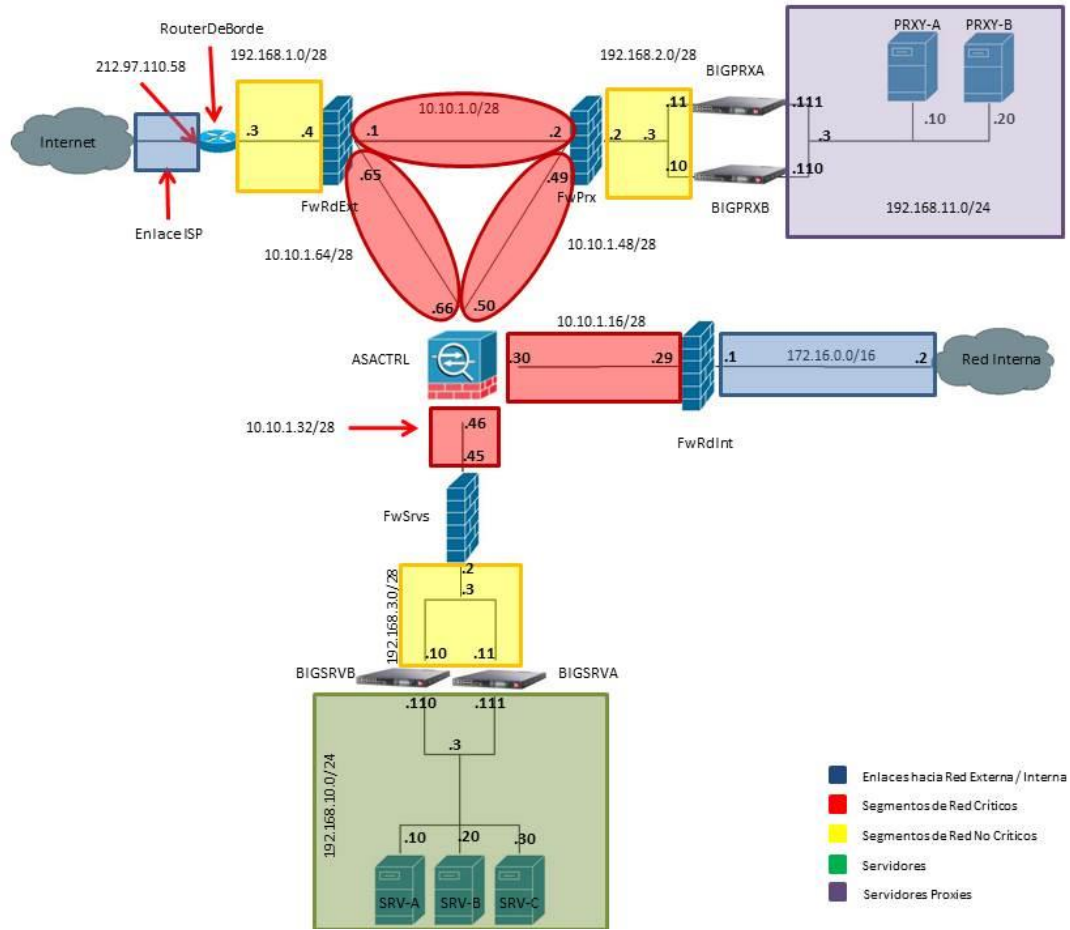 RouterDeBorde
212.97.110.58
192.168.1.0/28
192.168.2.0/28
BIGPRXA
PRXY-A
PRXY-B
Internet
.3
.4
.1
10.10.1.0/28
.2
.2
.3
.11
.10
.111
.110
.3
.10
.20
.65
.49
FwRdExt
FwPrx
BIGPRXB
192.168.11.0/24
Enlace ISP
10.10.1.64/28
10.10.1.48/28
.66
.50
ASACTRL
10.10.1.16/28
.30
.29
.1
172.16.0.0/16
.2
Red Interna
FwRdInt
10.10.1.32/28
.46
.45
FwSrvs
192.168.3.0/28
.2
.3
.10
.11
BIGSRVB
BIGSRVA
192.168.10.0/24
.110
.111
.3
.10
.20
.30
SRV-A
SRV-B
SRV-C
Enlaces hacia Red Externa / Interna
Segmentos de Red Críticos
Segmentos de Red No Críticos
Servidores
Servidores Proxies